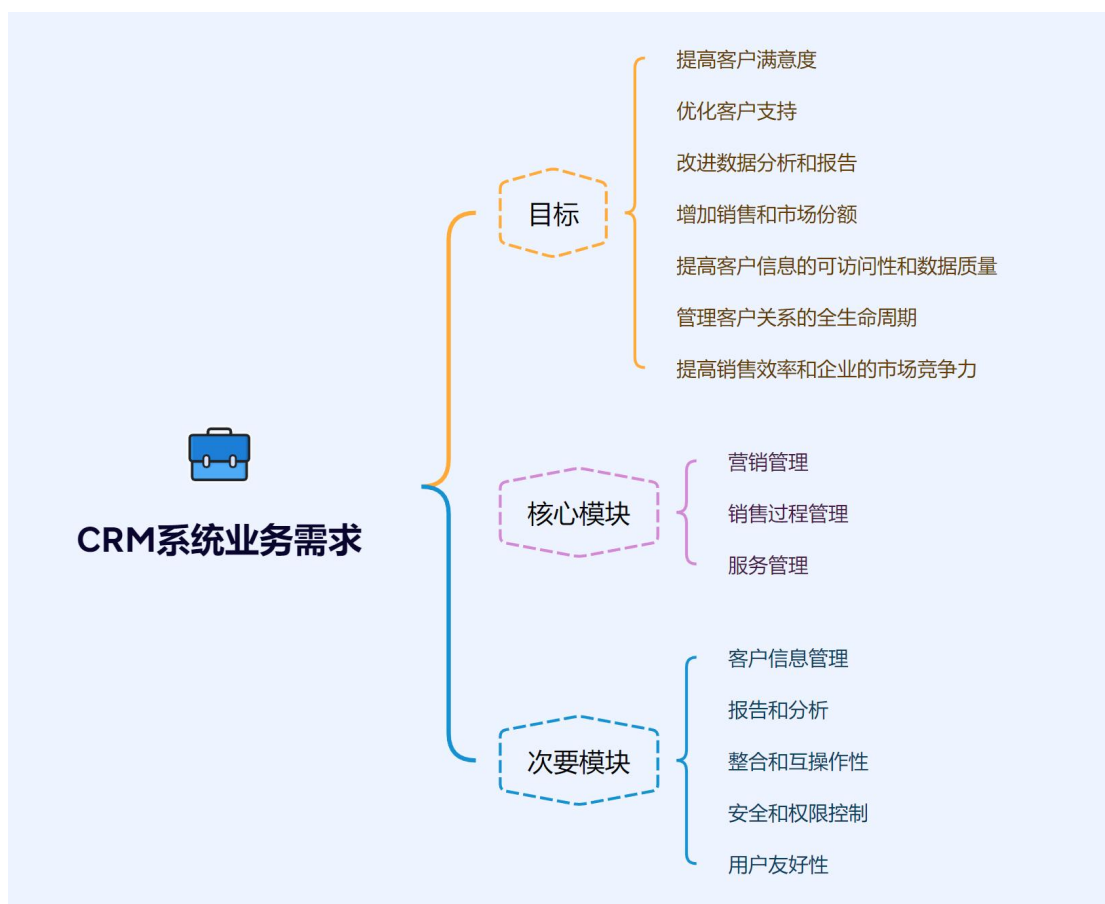 CRM系统业务需求
目标
提高客户满意度
优化客户支持
改进数据分析和报告
增加销售和市场份额
提高客户信息的可访问性和数据质量
管理客户关系的全生命周期
提高销售效率和企业的市场竞争力
核心模块
营销管理
销售过程管理
服务管理
次要模块
客户信息管理
报告和分析
整合和互操作性
安全和权限控制
用户友好性